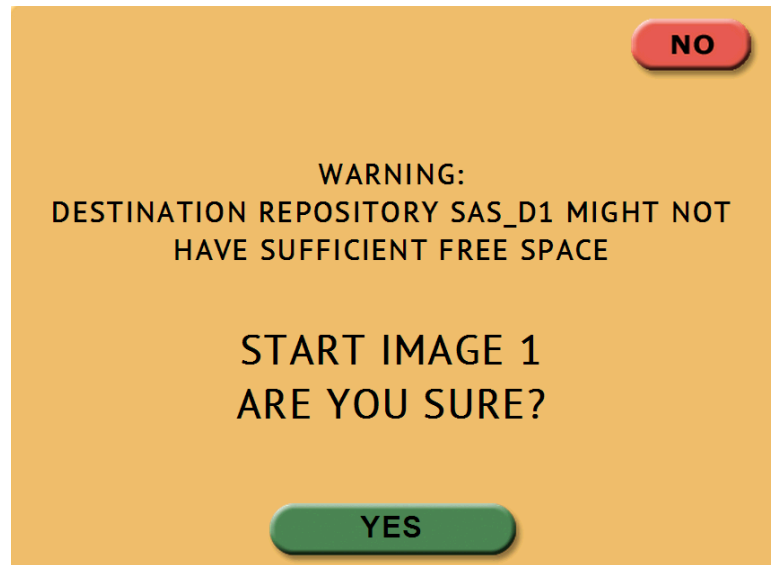 NO
WARNING:
DESTINATION REPOSITORY SAS_D1 MIGHT NOT
HAVE SUFFICIENT FREE SPACE
START IMAGE 1
ARE YOU SURE?
YES